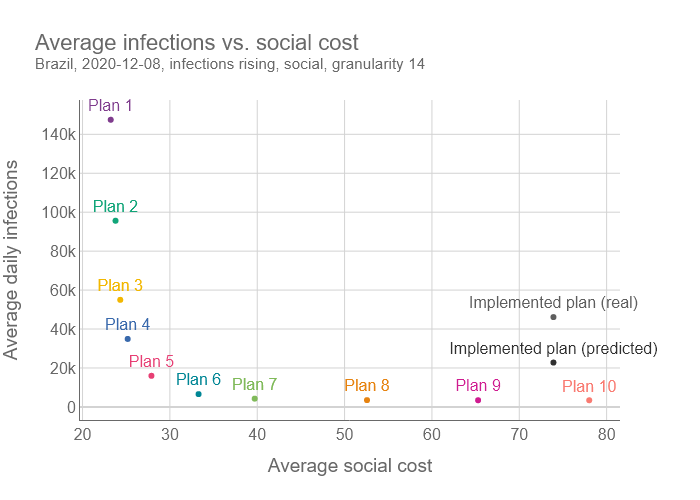 Average infections vs. social cost
Brazil, 2020-12-08, infections rising, social, granularity 14
Plan 1
140k
120k
Plan 2
100k
80k
Plan 3
60k
Implemented plan (real)
Plan 4
40k
Implemented plan (predicted)
Plan 5
20k
Plan 6
Plan 7
Plan 8
Plan 9
Plan 10
0
20 30 40 50 60 70 80
Average social cost
Average daily infections